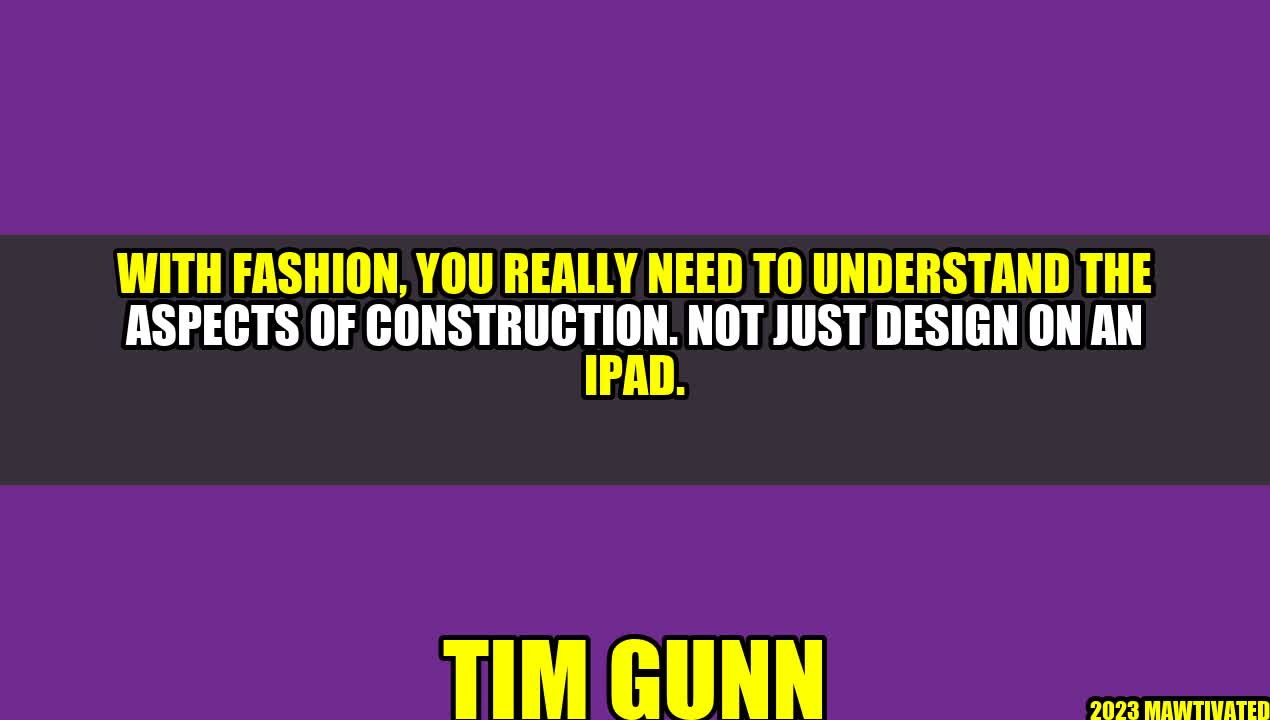 WITH FASHION, YOU REALLY NEED TO UNDERSTAND THE
ASPECTS OF CONSTRUCTION. NOT JUST DESIGN ON AN
IPAD.
TIM GUNN
2023 MAWTIVATED